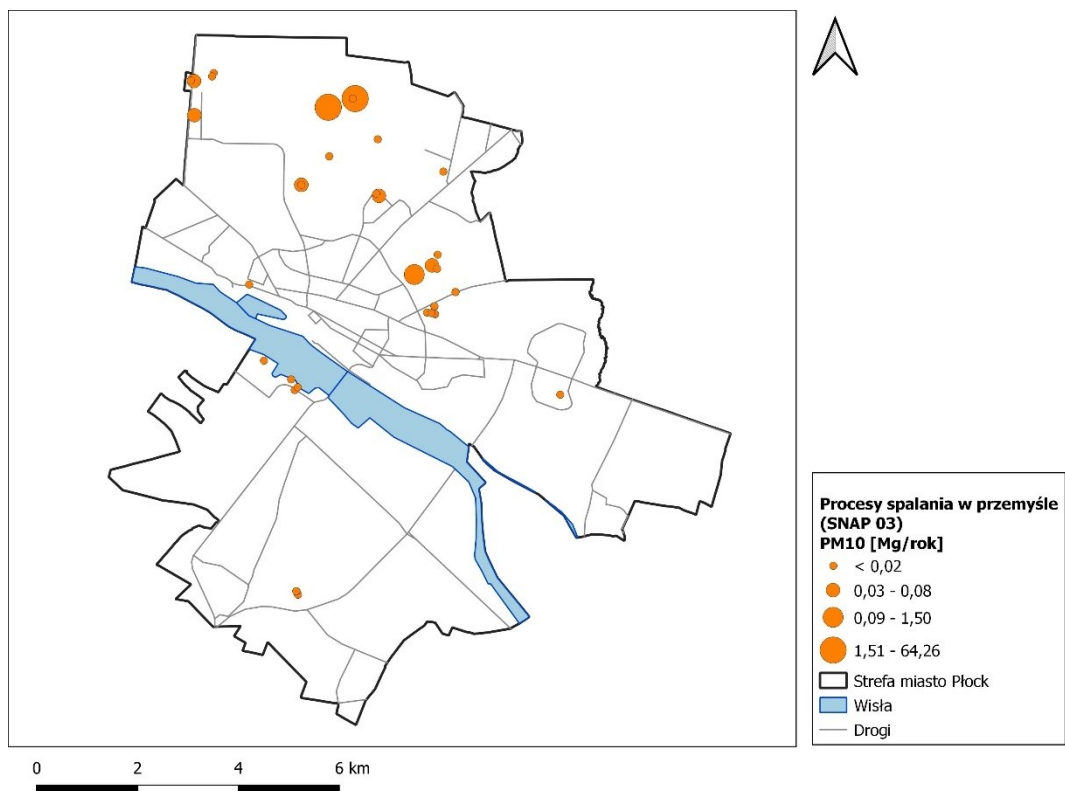 Procesy spalania w przemyśle
(SNAP 03)
PM10 [Mg/rok]
< 0,02
0,03 - 0,08
0,09 - 1,50
1,51 - 64,26
Strefa miasto Płock
Wisła
Drogi
0 2 4 6 km